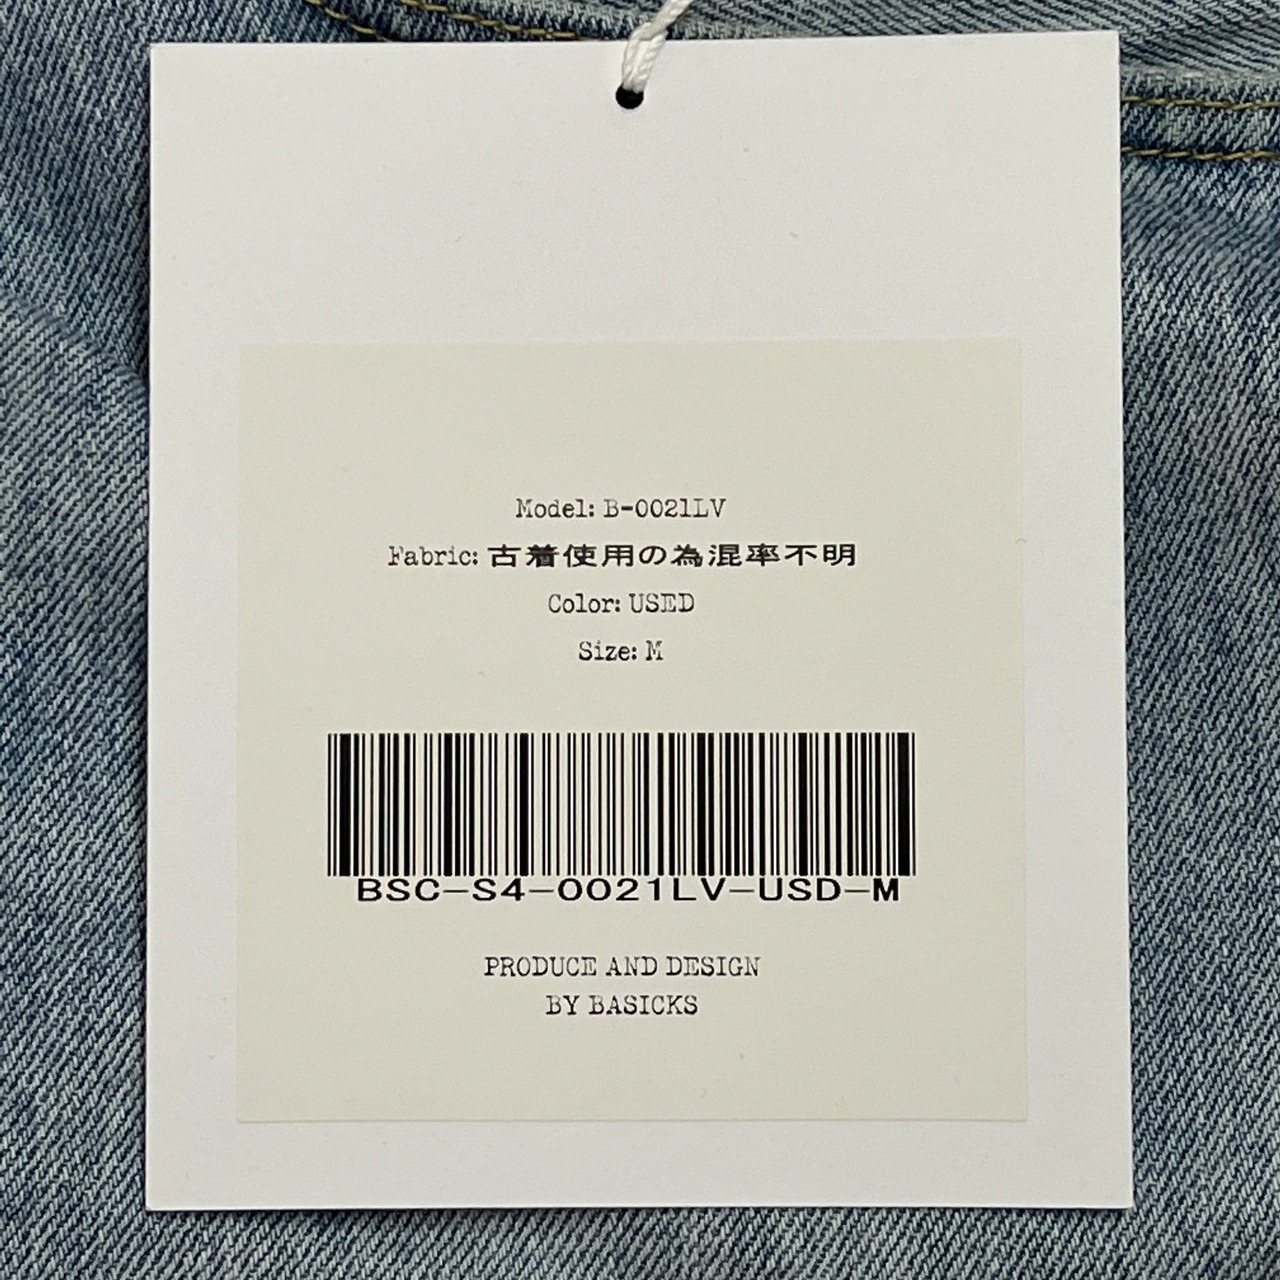 Model: B-0021LV
Fabric: 古着使用の為混率不明
Color: USED
Size: M
BSC-S4-0021LV-USD-M
PRODUCE AND DESIGN
BY BASICKS